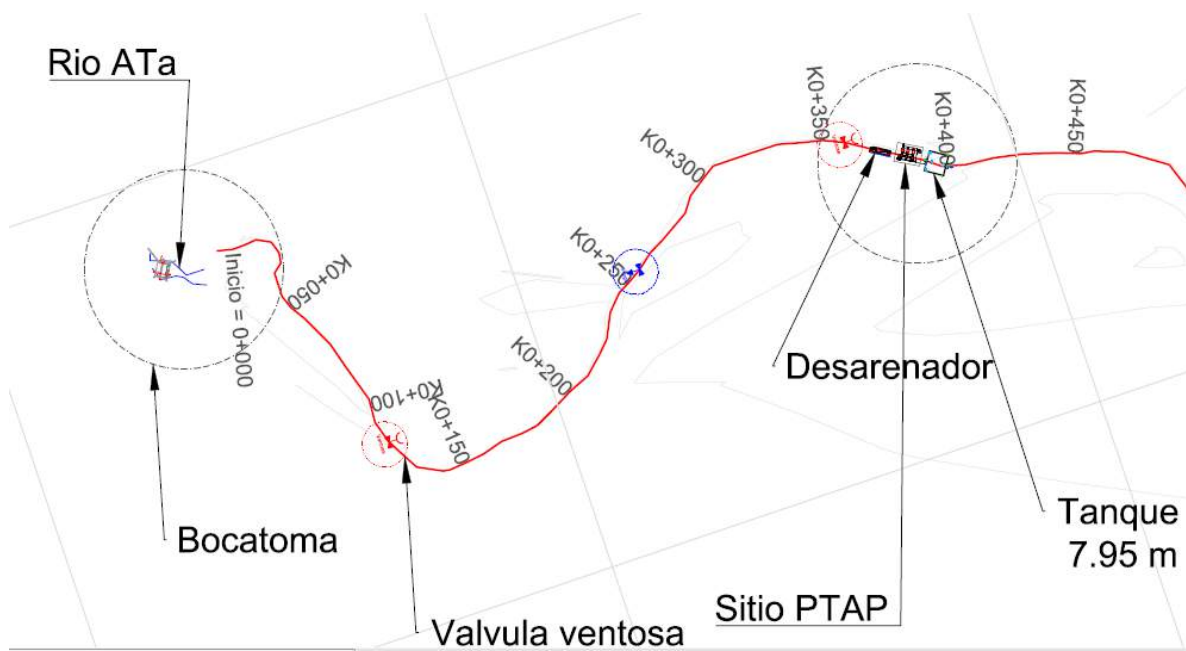 Rio ATa
Inicio = 0+000
K0+050
K0+100
K0+150
K0+200
K0+250
K0+300
K0+350
K0+400
K0+450
Bocatoma
Valvula ventosa
Desarenador
Sitio PTAP
Tanque
7.95 m